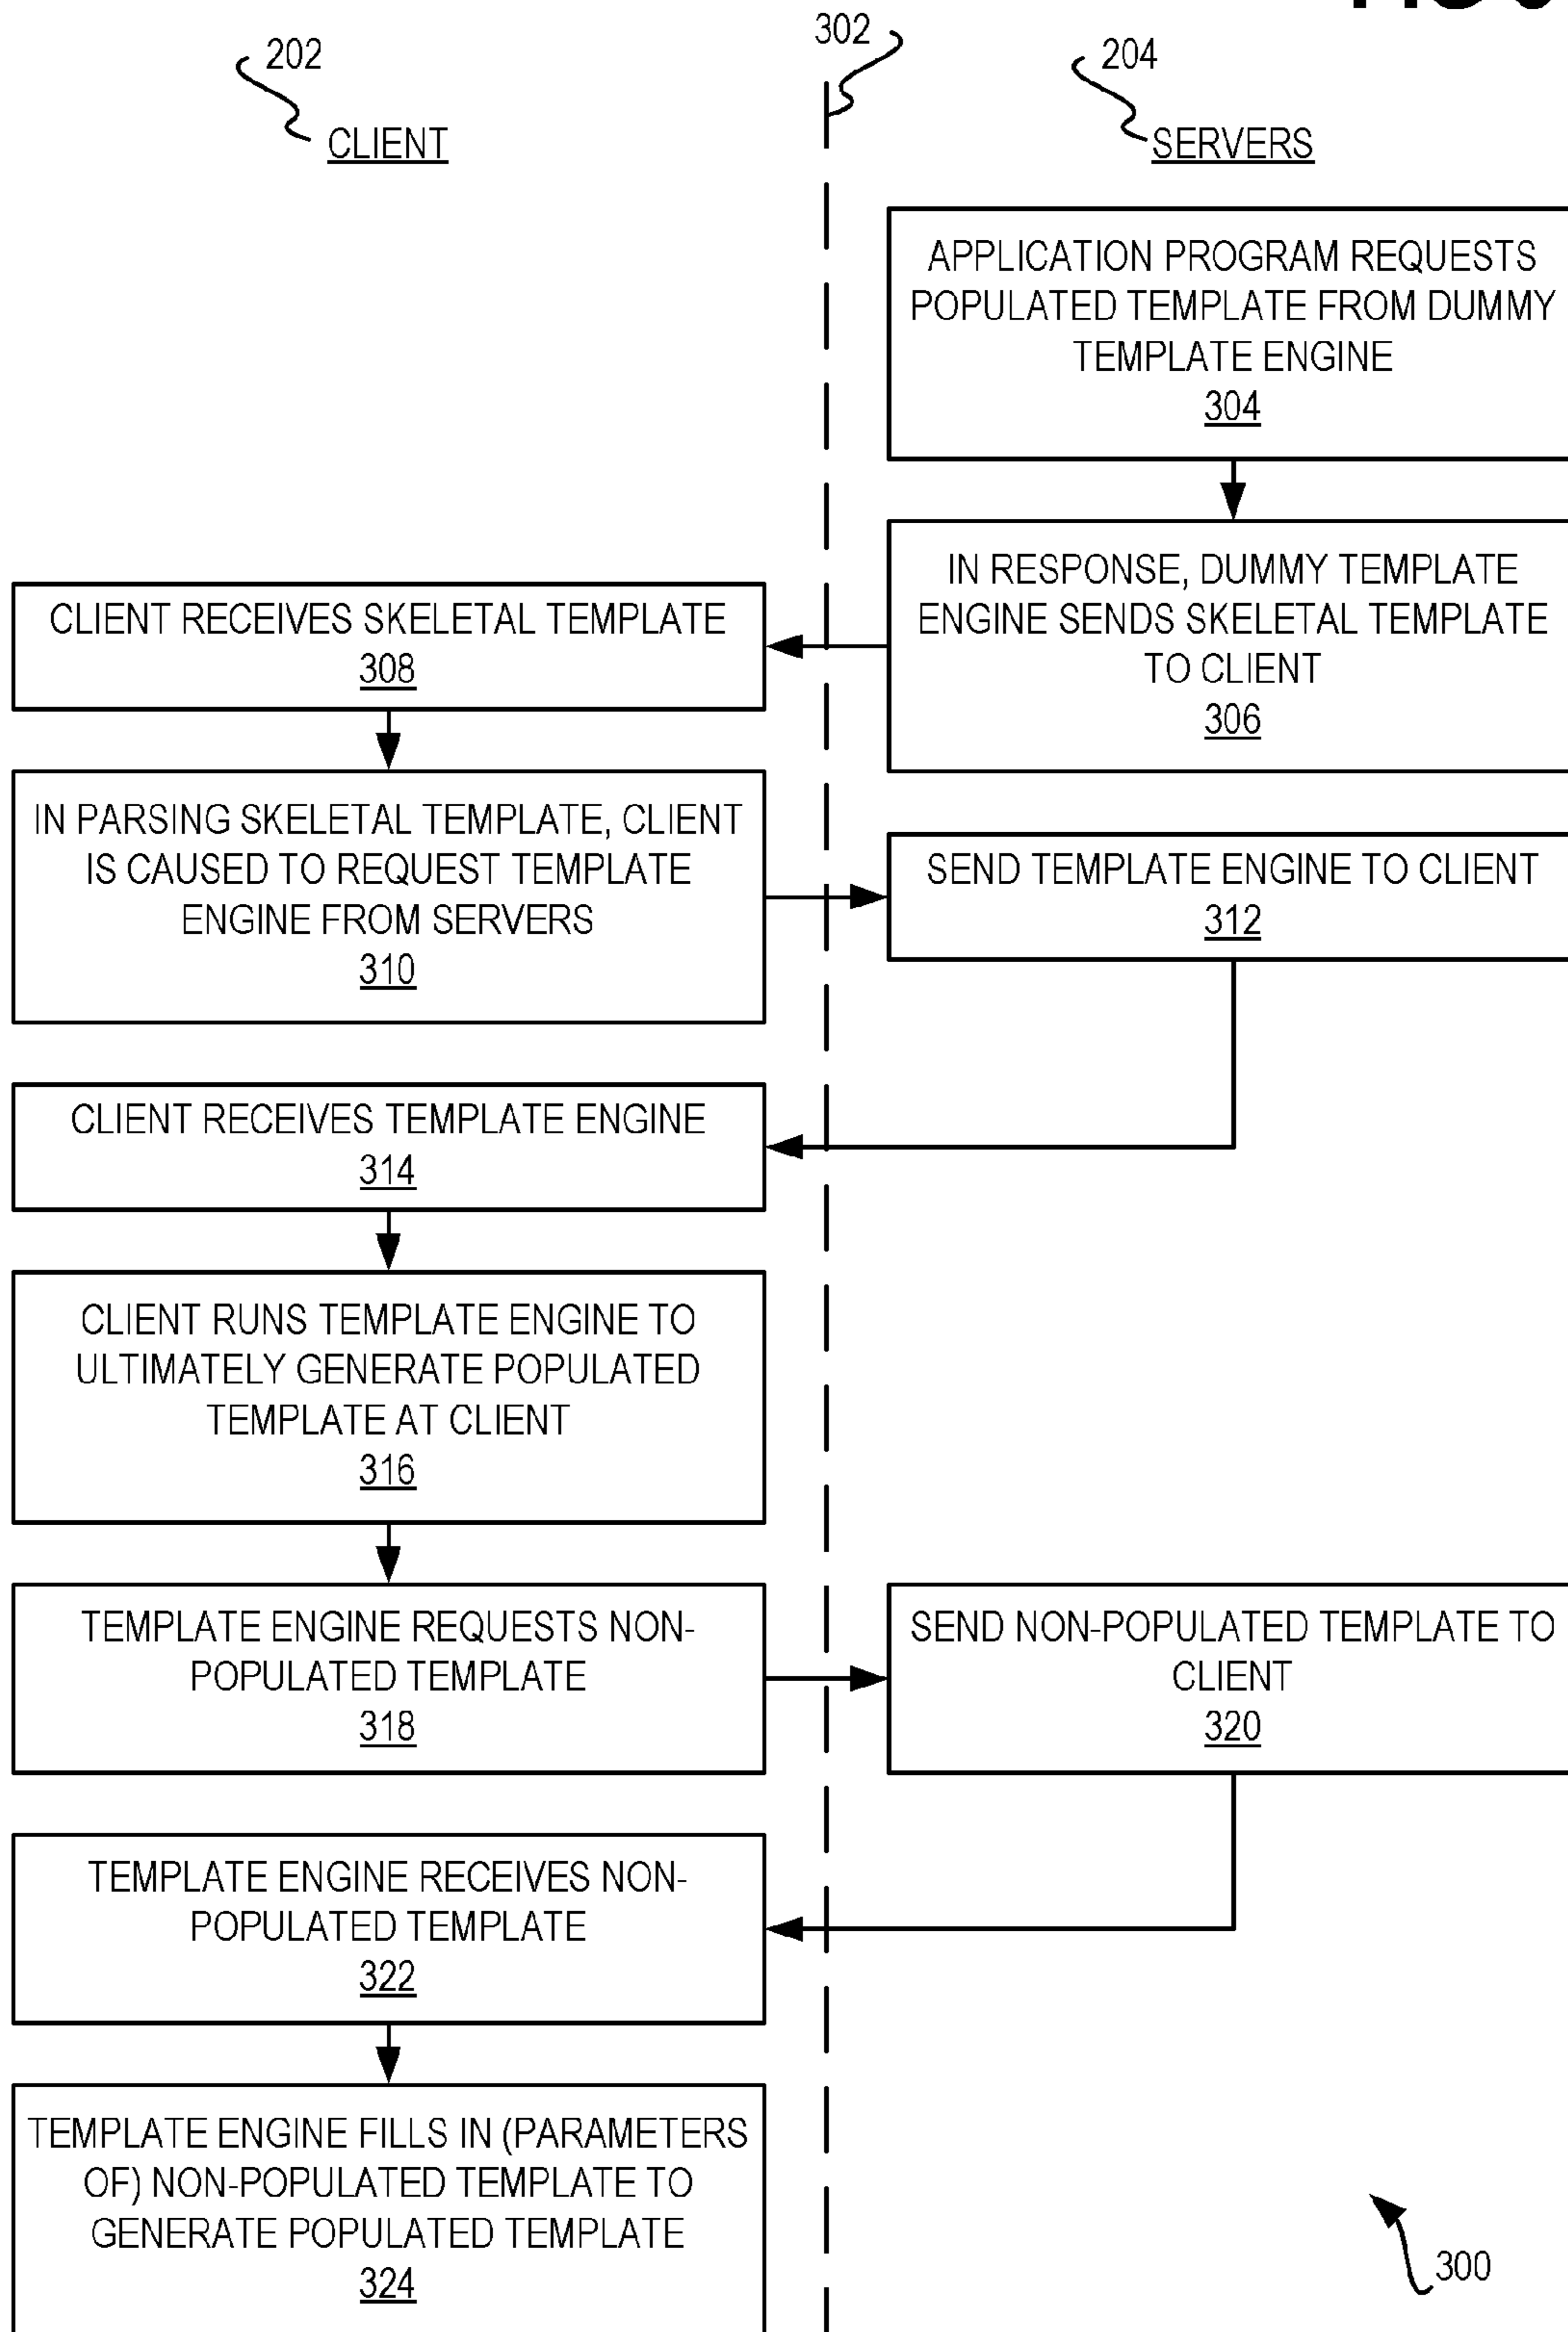 202
302
204
CLIENT
SERVERS
APPLICATION PROGRAM REQUESTS
POPULATED TEMPLATE FROM DUMMY
TEMPLATE ENGINE
304
IN RESPONSE, DUMMY TEMPLATE
ENGINE SENDS SKELETAL TEMPLATE
TO CLIENT
306
CLIENT RECEIVES SKELETAL TEMPLATE
308
IN PARSING SKELETAL TEMPLATE, CLIENT
IS CAUSED TO REQUEST TEMPLATE
ENGINE FROM SERVERS
310
SEND TEMPLATE ENGINE TO CLIENT
312
CLIENT RECEIVES TEMPLATE ENGINE
314
CLIENT RUNS TEMPLATE ENGINE TO
ULTIMATELY GENERATE POPULATED
TEMPLATE AT CLIENT
316
TEMPLATE ENGINE REQUESTS NON-
POPULATED TEMPLATE
318
SEND NON-POPULATED TEMPLATE TO
CLIENT
320
TEMPLATE ENGINE RECEIVES NON-
POPULATED TEMPLATE
322
TEMPLATE ENGINE FILLS IN (PARAMETERS
OF) NON-POPULATED TEMPLATE TO
GENERATE POPULATED TEMPLATE
324
300